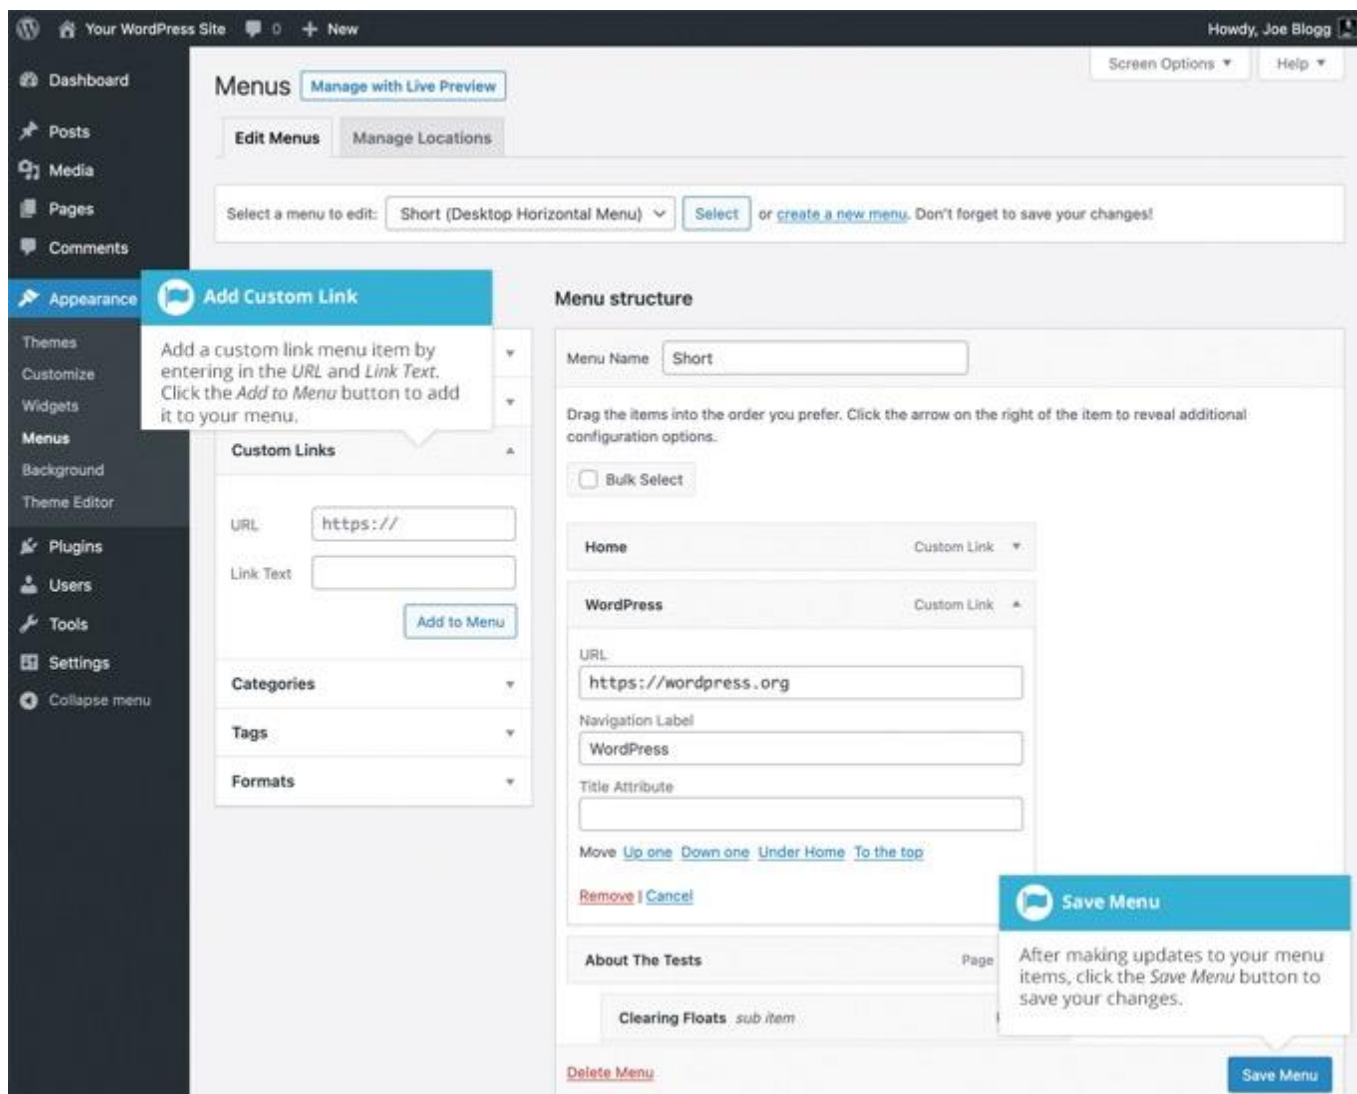 Your WordPress Site 0 + New
Howdy, Joe Blogg
Screen Options ▼
Help ▼
Dashboard
Posts
Media
Pages
Comments
Appearance
Themes
Customize
Widgets
Menus
Background
Theme Editor
Plugins
Users
Tools
Settings
Collapse menu
Menus
Manage with Live Preview
Edit Menus
Manage Locations
Select a menu to edit: Short (Desktop Horizontal Menu) Select or create a new menu. Don't forget to save your changes!
Add Custom Link
Add a custom link menu item by
entering in the URL and Link Text.
Click the Add to Menu button to add
it to your menu.
Custom Links
URL https://
Link Text
Add to Menu
Categories
Tags
Formats
Menu structure
Menu Name Short
Drag the items into the order you prefer. Click the arrow on the right of the item to reveal additional
configuration options.
Bulk Select
Home Custom Link
WordPress Custom Link
URL
https://wordpress.org
Navigation Label
WordPress
Title Attribute
Move Up one Down one Under Home To the top
Remove | Cancel
About The Tests Page
Clearing Floats sub item
Save Menu
After making updates to your menu
items, click the Save Menu button to
save your changes.
Delete Menu
Save Menu